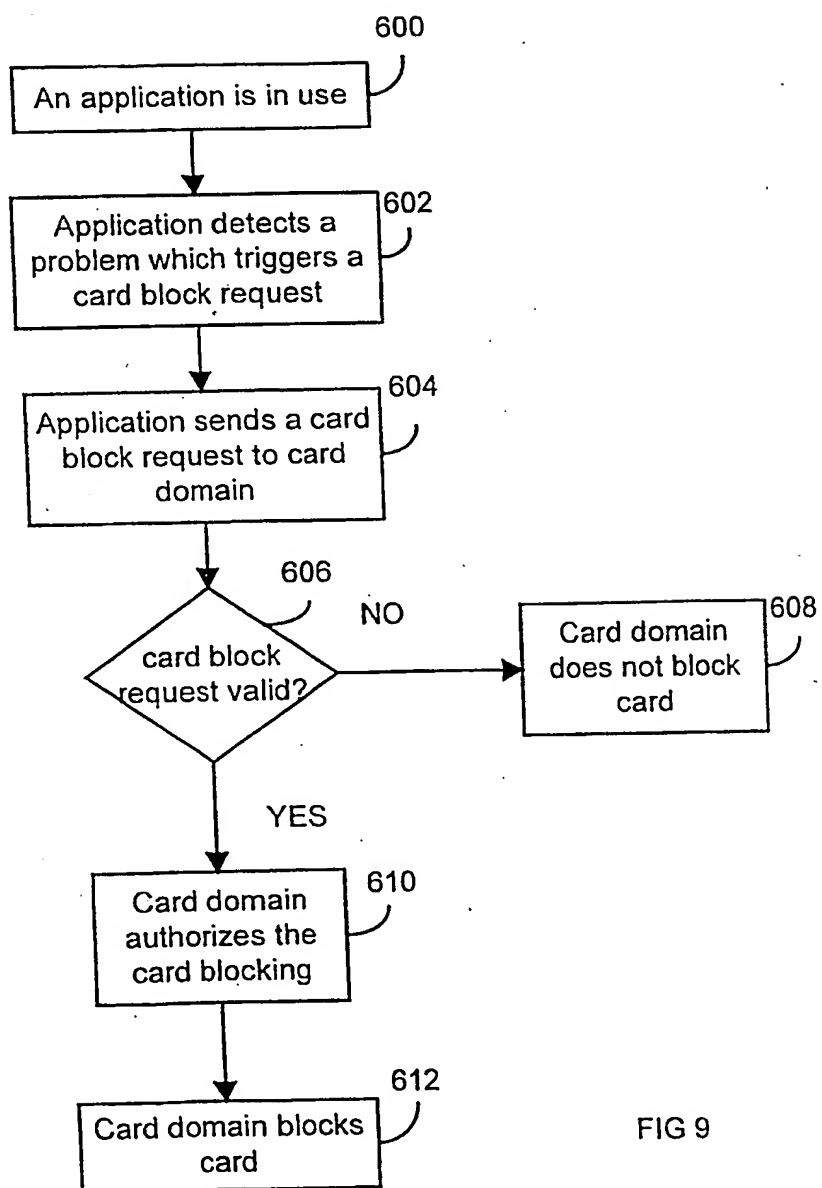 600
An application is in use
602
Application detects a
problem which triggers a
card block request
604
Application sends a card
block request to card
domain
606
NO
card block
request valid?
608
Card domain
does not block
card
YES
610
Card domain
authorizes the
card blocking
612
Card domain blocks
card
FIG 9